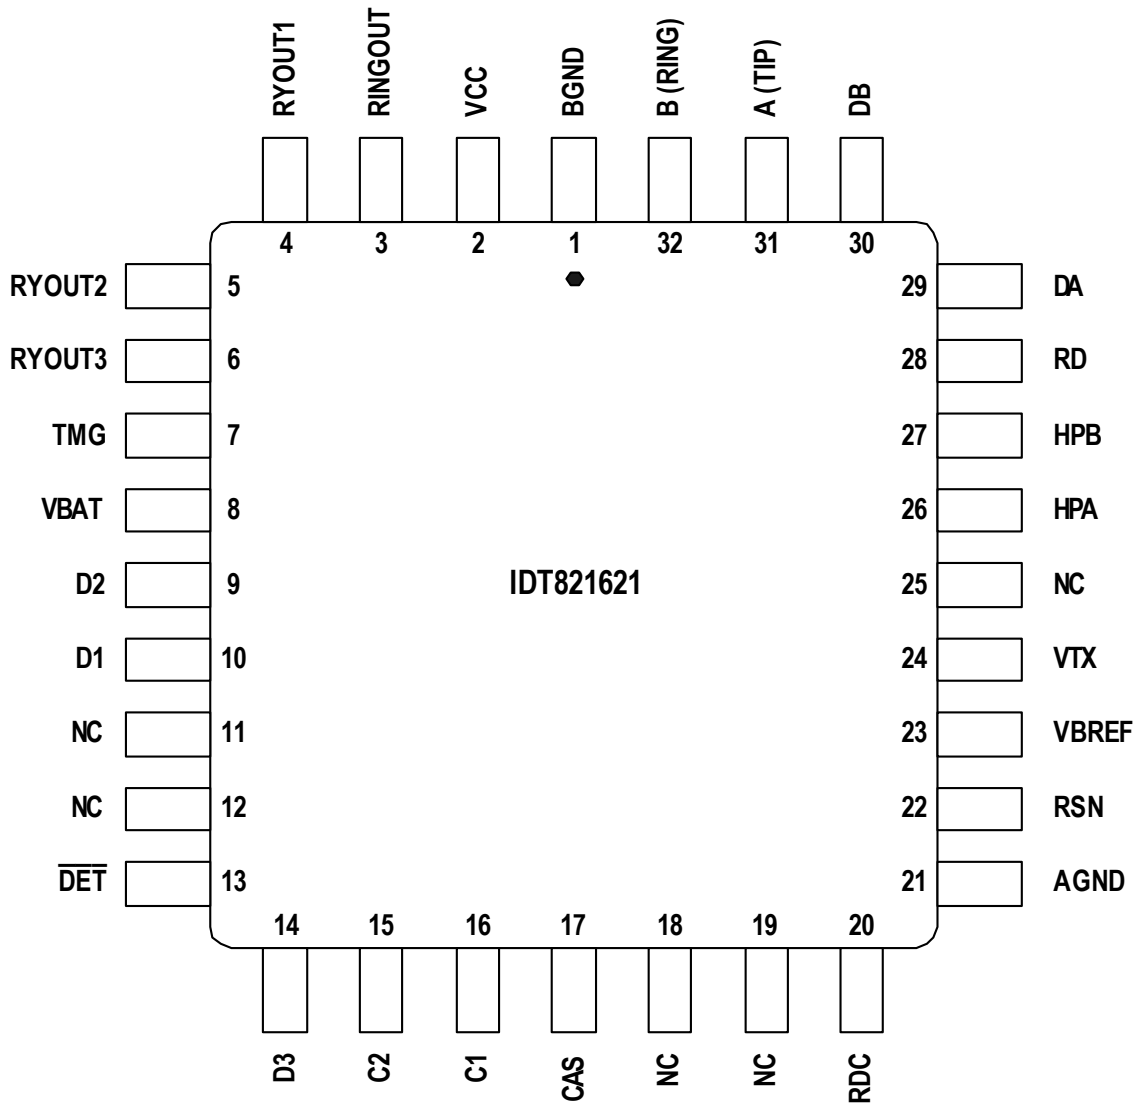 RYOUT1
RINGOUT
VCC
BGND
B (RING)
A (TIP)
DB
4 3 2 1 32 31 30
RYOUT2 5 29 DA
RYOUT3 6 28 RD
TMG 7 27 HPB
VBAT 8 26 HPA
D2 9 IDT821621 25 NC
D1 10 24 VTX
NC 11 23 VBREF
NC 12 22 RSN
D̅E̅T̅ 13 21 AGND
14 15 16 17 18 19 20
D3
C2
C1
CAS
NC
NC
RDC